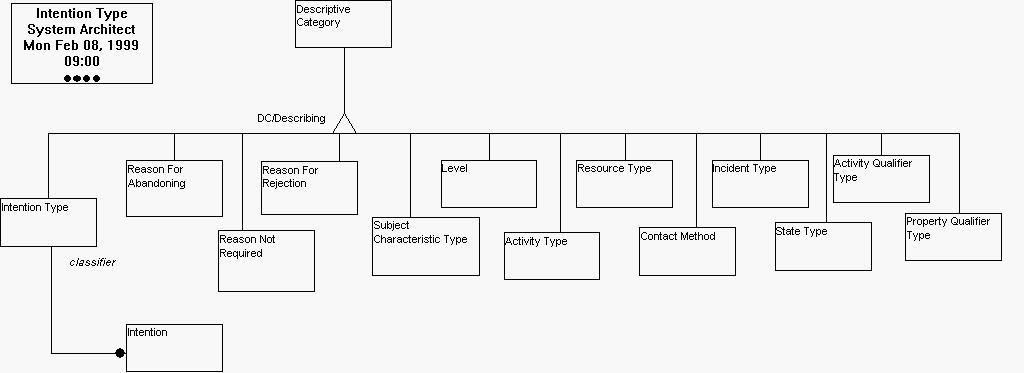 Intention Type
System Architect
Mon Feb 08, 1999
09:00
Descriptive
Category
DC/Describing
Intention Type
Reason For
Abandoning
Reason Not
Required
Reason For
Rejection
Subject
Characteristic Type
Level
Activity Type
Resource Type
Contact Method
Incident Type
State Type
Activity Qualifier
Type
Property Qualifier
Type
classifier
Intention